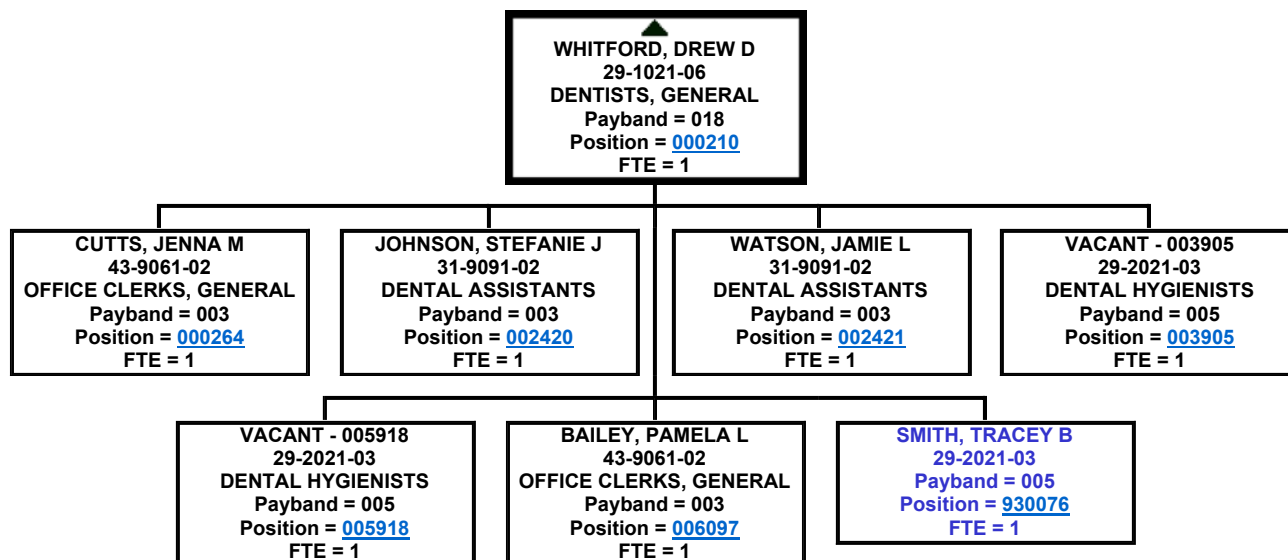 WHITFORD, DREW D
29-1021-06
DENTISTS, GENERAL
Payband = 018
Position = 000210
FTE = 1
CUTTS, JENNA M
43-9061-02
OFFICE CLERKS, GENERAL
Payband = 003
Position = 000264
FTE = 1
JOHNSON, STEFANIE J
31-9091-02
DENTAL ASSISTANTS
Payband = 003
Position = 002420
FTE = 1
WATSON, JAMIE L
31-9091-02
DENTAL ASSISTANTS
Payband = 003
Position = 002421
FTE = 1
VACANT - 003905
29-2021-03
DENTAL HYGIENISTS
Payband = 005
Position = 003905
FTE = 1
VACANT - 005918
29-2021-03
DENTAL HYGIENISTS
Payband = 005
Position = 005918
FTE = 1
BAILEY, PAMELA L
43-9061-02
OFFICE CLERKS, GENERAL
Payband = 003
Position = 006097
FTE = 1
SMITH, TRACEY B
29-2021-03
Payband = 005
Position = 930076
FTE = 1